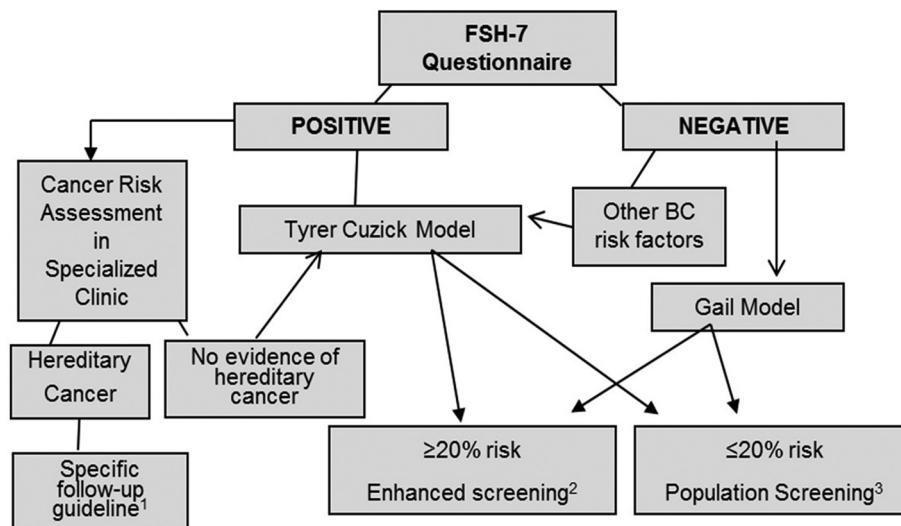 FSH-7
Questionnaire
POSITIVE
NEGATIVE
Cancer Risk
Assessment
in
Specialized
Clinic
Tyrer Cuzick Model
Other BC
risk factors
Gail Model
Hereditary
Cancer
No evidence of
hereditary
cancer
Specific
follow-up
guideline¹
≥20% risk
Enhanced screening²
≤20% risk
Population Screening³